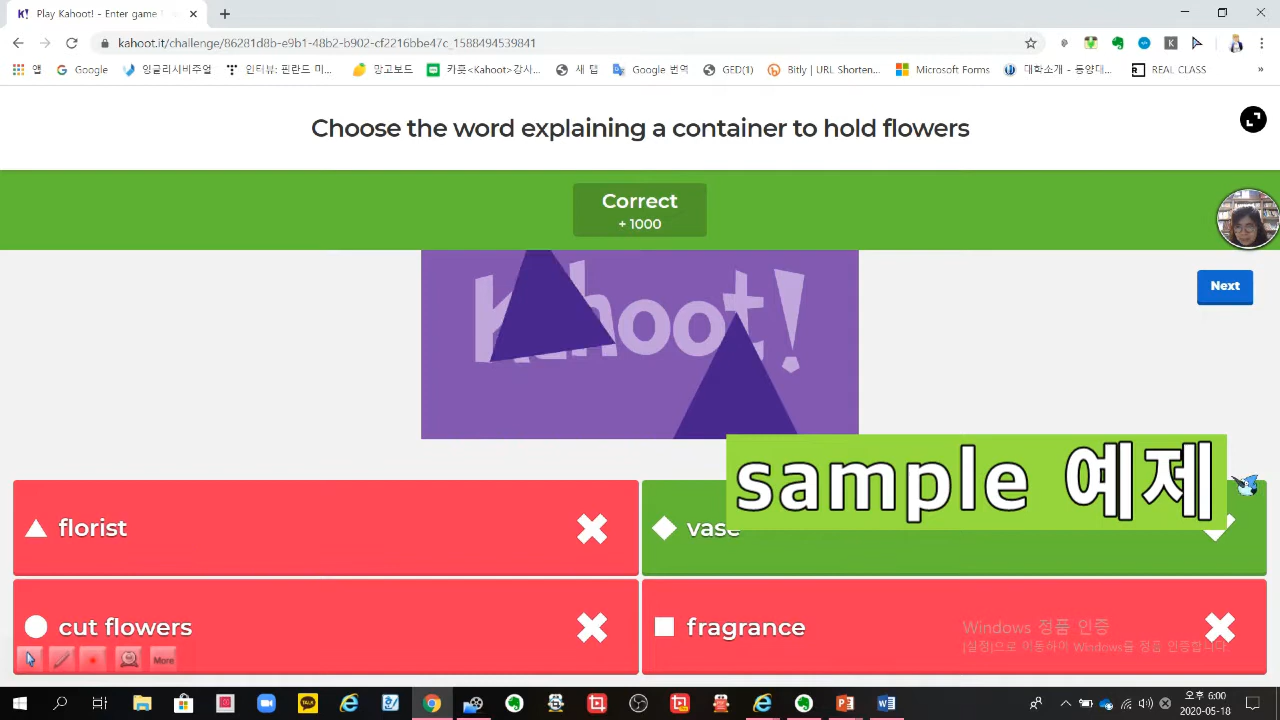 Play Kahoot! - Enter game
kahoot.it/challenge/86281d8b-e9b1-48b2-b902-cf2216bbe47c_1588494539841
앱 Google 잉글리시비주얼 인터뷰: 핀란드 미... 망고보드 카풋-Kahoot- 강사... 새 탭 Google 번역 GED(1) Bitly | URL Shorten... Microsoft Forms 대학소개 - 동양대... REAL CLASS »
Choose the word explaining a container to hold flowers
Correct
+ 1000
Kahoot!
Next
sample 예제
florist
vase
cut flowers
fragrance
Windows 정품 인증
[설정]으로 이동하여 Windows를 정품 인증합니다.
More
오후 6:00
2020-05-18